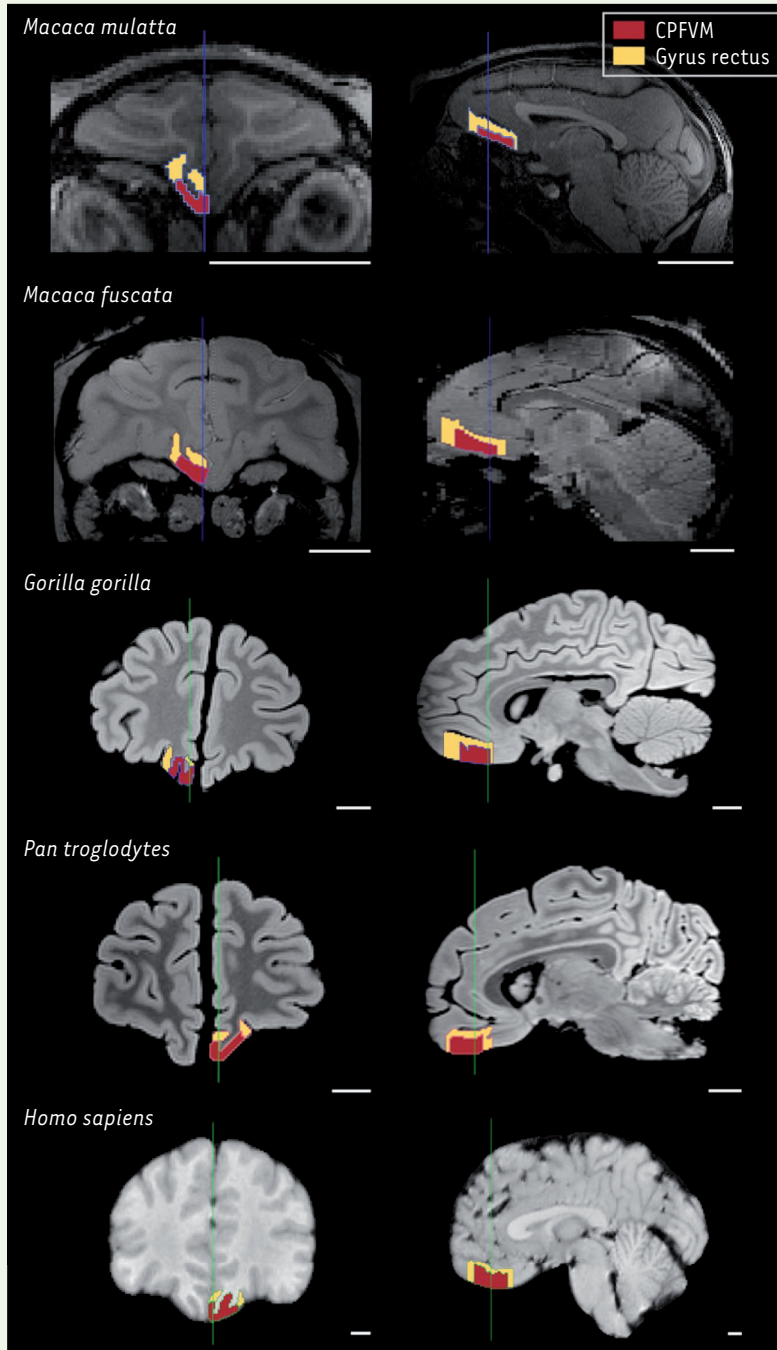 Macaca mulatta
CPFVM
Gyrus rectus
Macaca fuscata
Gorilla gorilla
Pan troglodytes
Homo sapiens